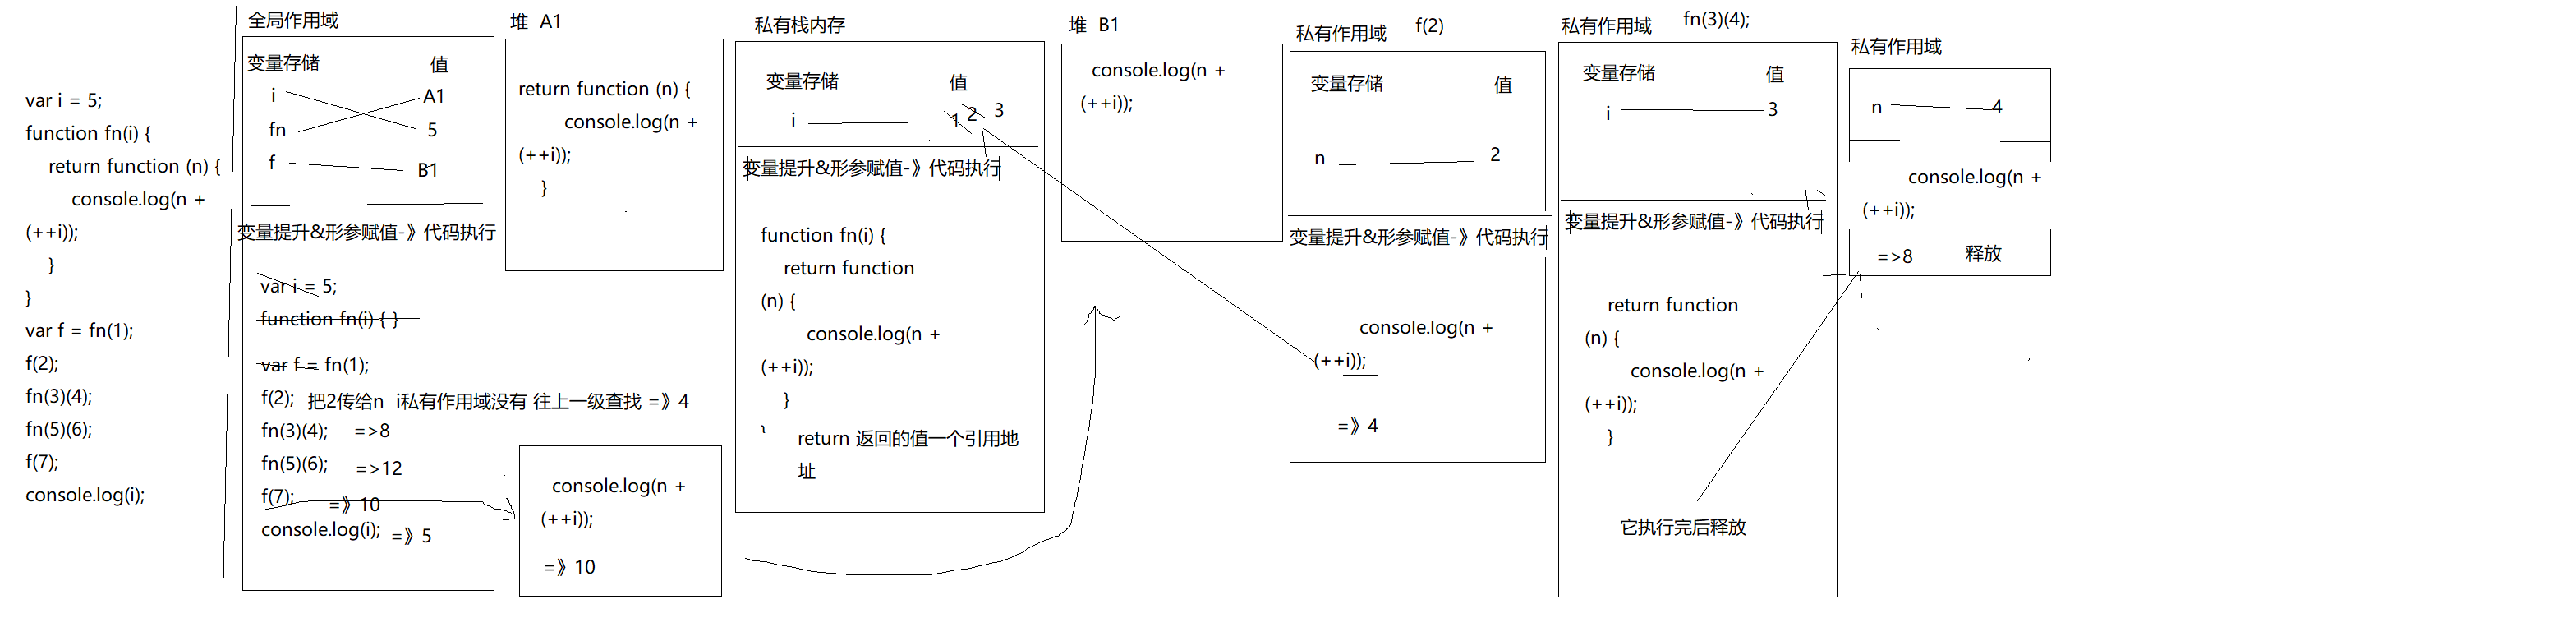 var i = 5;
function fn(i) {
return function (n) {
console.log(n +
(++i));
}
}
var f = fn(1);
f(2);
fn(3)(4);
fn(5)(6);
f(7);
console.log(i);
全局作用域
变量存储 值
i A1
fn 5
f B1
变量提升&形参赋值-》代码执行
var i = 5;
function fn(i) { }
var f = fn(1);
f(2); 把2传给n i私有作用域没有 往上一级查找 =》4
fn(3)(4); =>8
fn(5)(6); =>12
f(7); =》10
console.log(i); =》5
堆 A1
return function (n) {
console.log(n +
(++i));
}
console.log(n +
(++i));
=》10
私有栈内存
变量存储 值
i 1 2 3
变量提升&形参赋值-》代码执行
function fn(i) {
return function
(n) {
console.log(n +
(++i));
}
return 返回的值一个引用地
址
堆 B1
console.log(n +
(++i));
私有作用域 f(2)
变量存储 值
n 2
变量提升&形参赋值-》代码执行
console.log(n +
(++i));
=》4
私有作用域 fn(3)(4);
变量存储 值
i 3
变量提升&形参赋值-》代码执行
return function
(n) {
console.log(n +
(++i));
}
它执行完后释放
私有作用域
n 4
console.log(n +
(++i));
=>8 释放